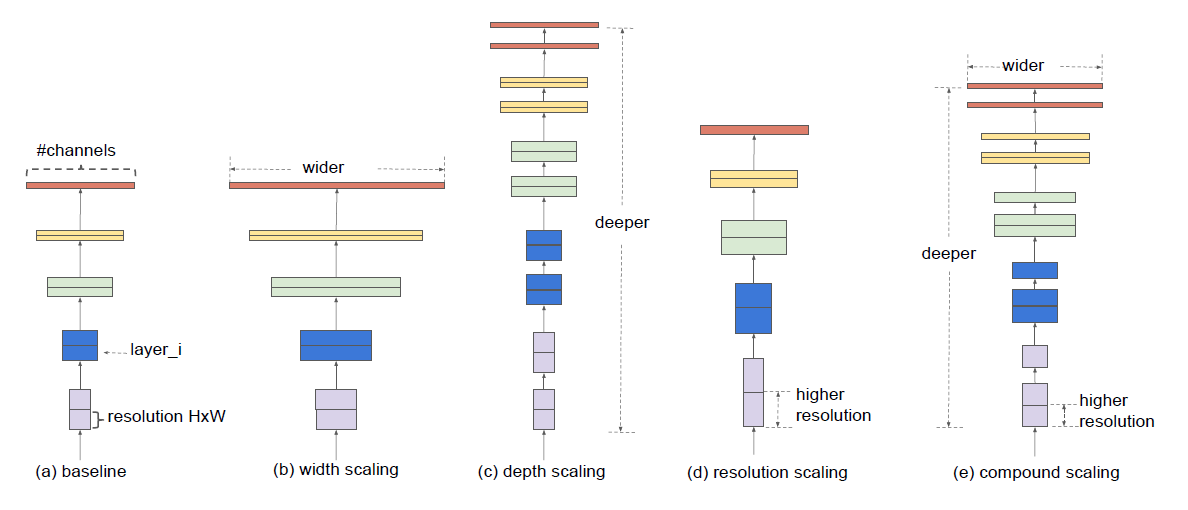 #channels
layer_i
resolution HxW
(a) baseline
wider
(b) width scaling
deeper
(c) depth scaling
higher
resolution
(d) resolution scaling
wider
deeper
higher
resolution
(e) compound scaling